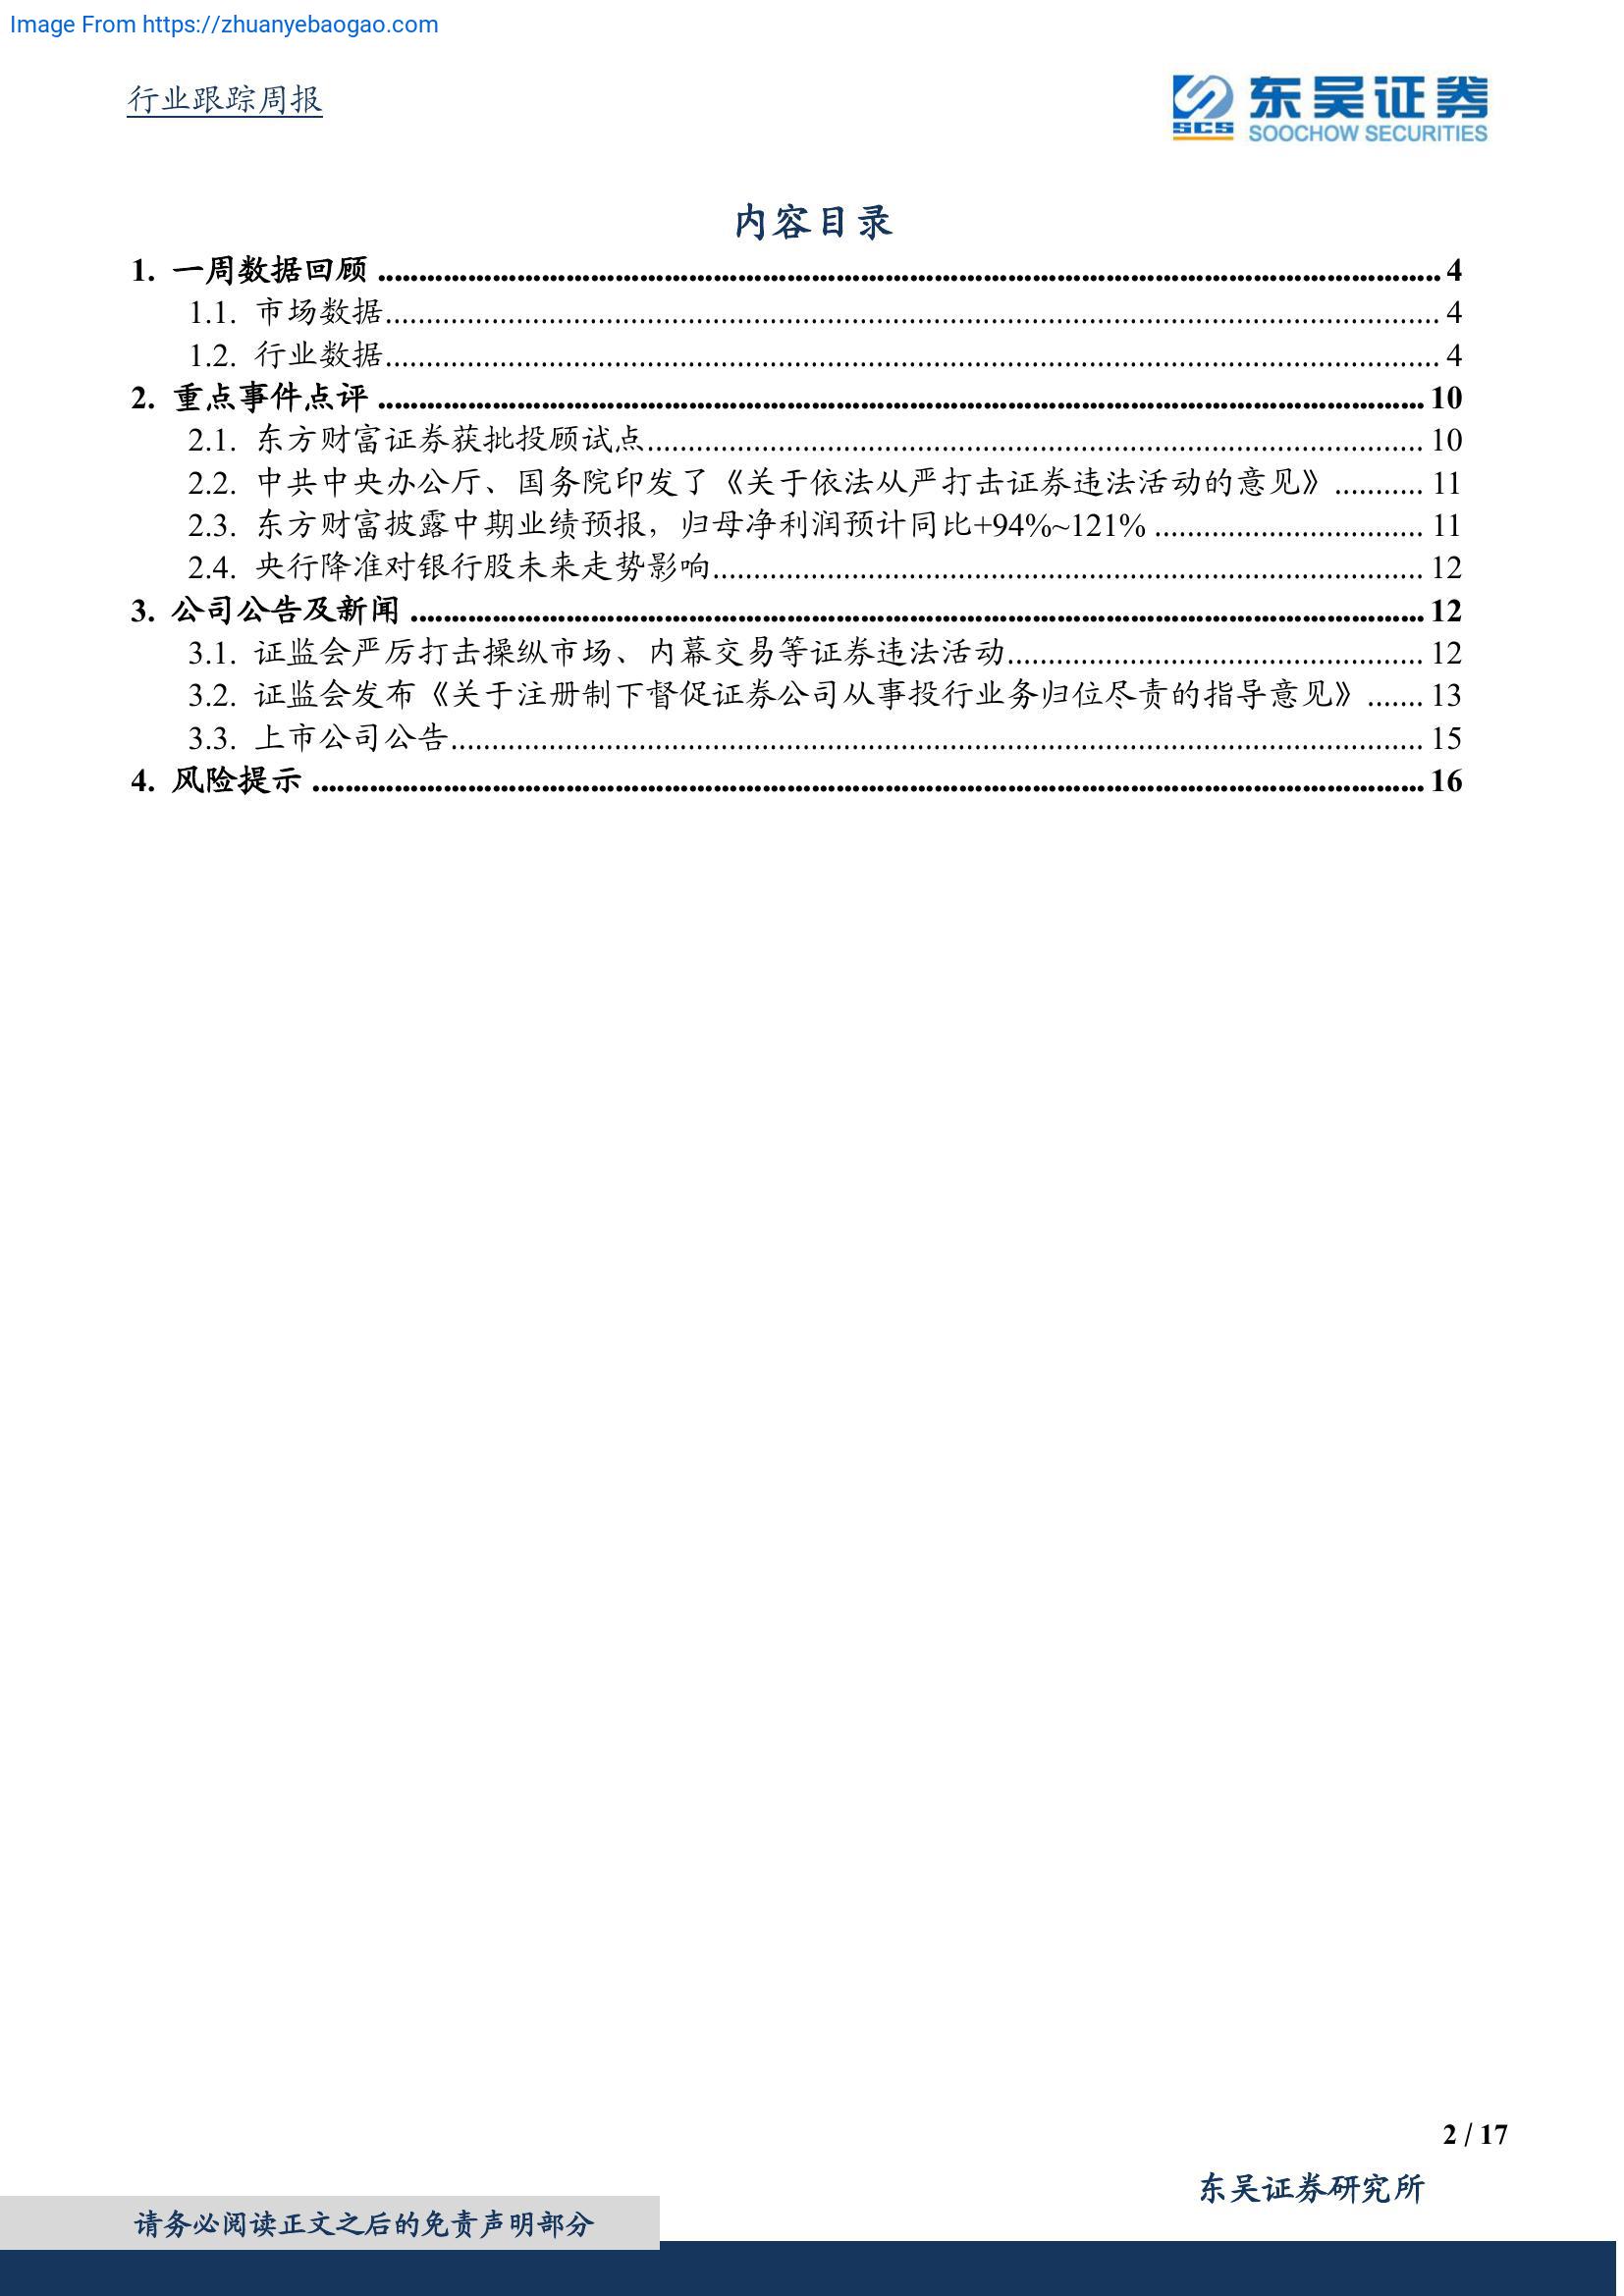 Image From https://zhuanyebaogao.com
行业跟踪周报
SCS 东吴证券
SOOCHOW SECURITIES
内容目录
1. 一周数据回顾 ........ 4
1.1. 市场数据 ........ 4
1.2. 行业数据 ........ 4
2. 重点事件点评 ........ 10
2.1. 东方财富证券获批投顾试点 ........ 10
2.2. 中共中央办公厅、国务院印发了《关于依法从严打击证券违法活动的意见》 ........ 11
2.3. 东方财富披露中期业绩预报，归母净利润预计同比+94%~121% ........ 11
2.4. 央行降准对银行股未来走势影响 ........ 12
3. 公司公告及新闻 ........ 12
3.1. 证监会严厉打击操纵市场、内幕交易等证券违法活动 ........ 12
3.2. 证监会发布《关于注册制下督促证券公司从事投行业务归位尽责的指导意见》 ....... 13
3.3. 上市公司公告 ........ 15
4. 风险提示 ........ 16
2 / 17
东吴证券研究所
请务必阅读正文之后的免责声明部分